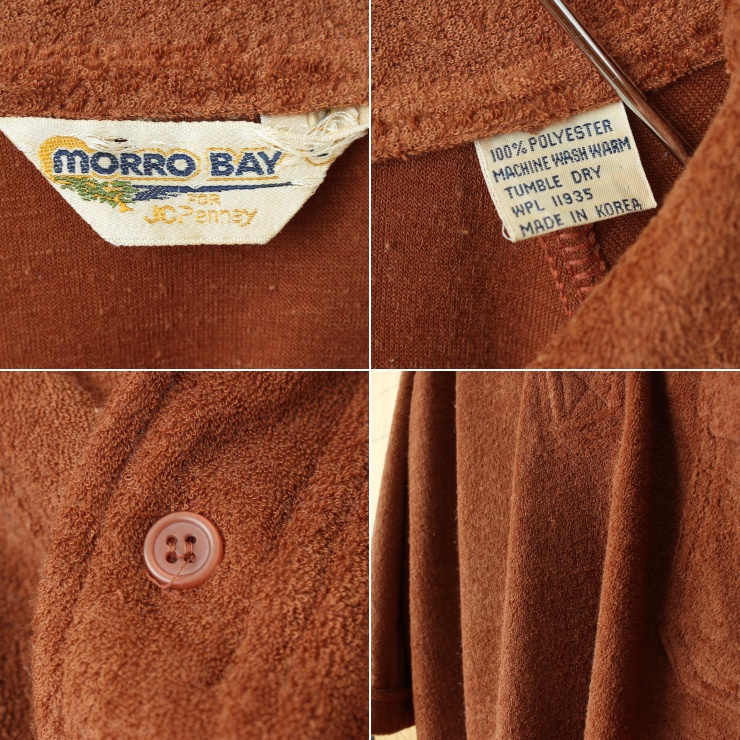 MORRO BAY
FOR
JCPenney
100% POLYESTER
MACHINE WASH WARM
TUMBLE DRY
WPL 11935
MADE IN KOREA